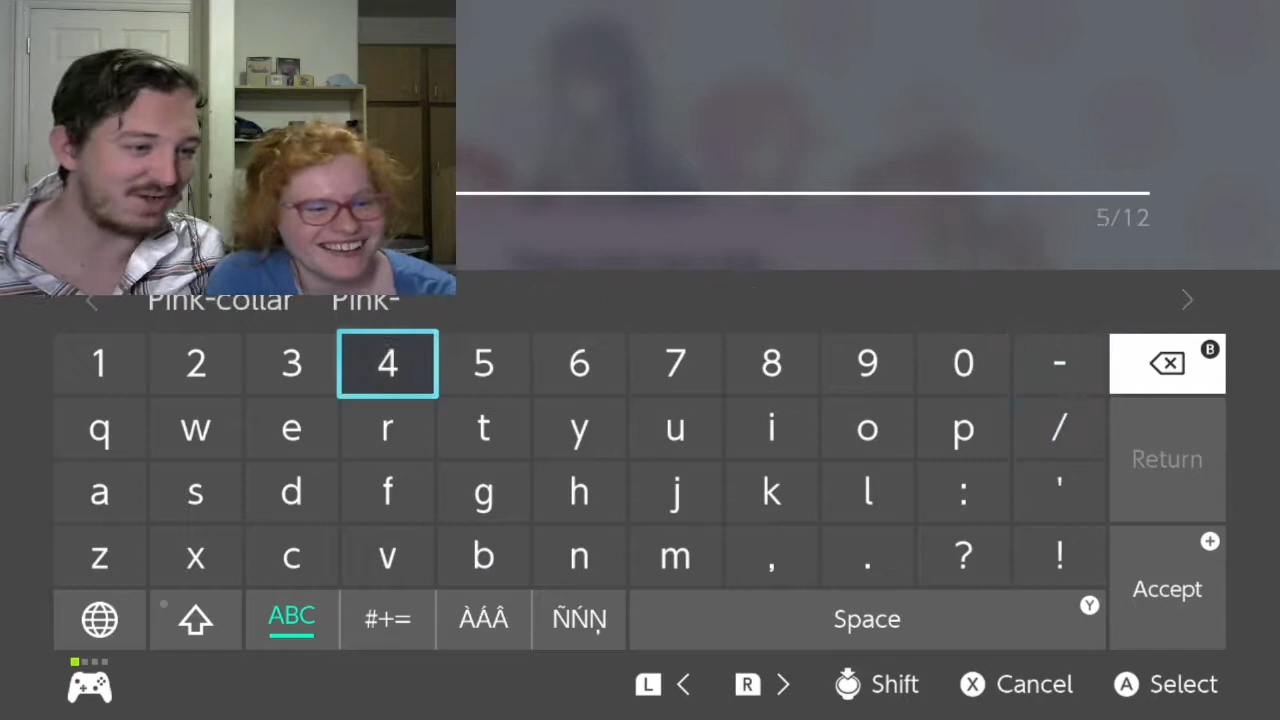 5/12
Pink-collar Pink-
1 2 3 4 5 6 7 8 9 0 - B
q w e r t y u i o p /
Return
a s d f g h j k l : '
z x c v b n m , . ? ! +
Accept
ABC #+= ÀÁÂ ÑŃŅ Space Y
L R Shift X Cancel A Select